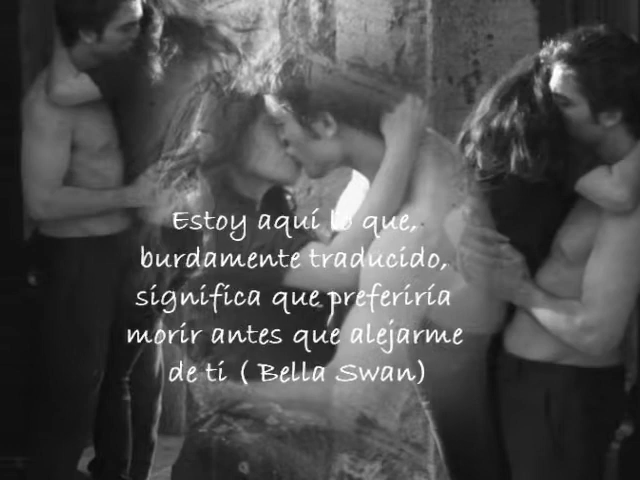 Estoy aquí lo que,
burdamente traducido,
significa que preferiría
morir antes que alejarme
de ti ( Bella Swan)